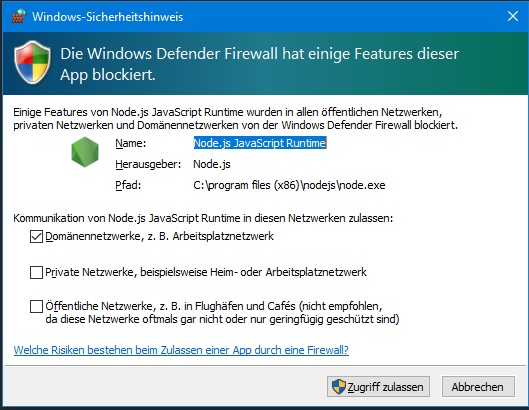 Windows-Sicherheitshinweis
Die Windows Defender Firewall hat einige Features dieser
App blockiert.
Einige Features von Node.js JavaScript Runtime wurden in allen öffentlichen Netzwerken,
privaten Netzwerken und Domänennetzwerken von der Windows Defender Firewall blockiert.
Name: Node.js JavaScript Runtime
Herausgeber: Node.js
Pfad: C:\program files (x86)\nodejs\node.exe
Kommunikation von Node.js JavaScript Runtime in diesen Netzwerken zulassen:
Domänennetzwerke, z. B. Arbeitsplatznetzwerk
Private Netzwerke, beispielsweise Heim- oder Arbeitsplatznetzwerk
Öffentliche Netzwerke, z. B. in Flughäfen und Cafés (nicht empfohlen,
da diese Netzwerke oftmals gar nicht oder nur geringfügig geschützt sind)
Welche Risiken bestehen beim Zulassen einer App durch eine Firewall?
Zugriff zulassen Abbrechen